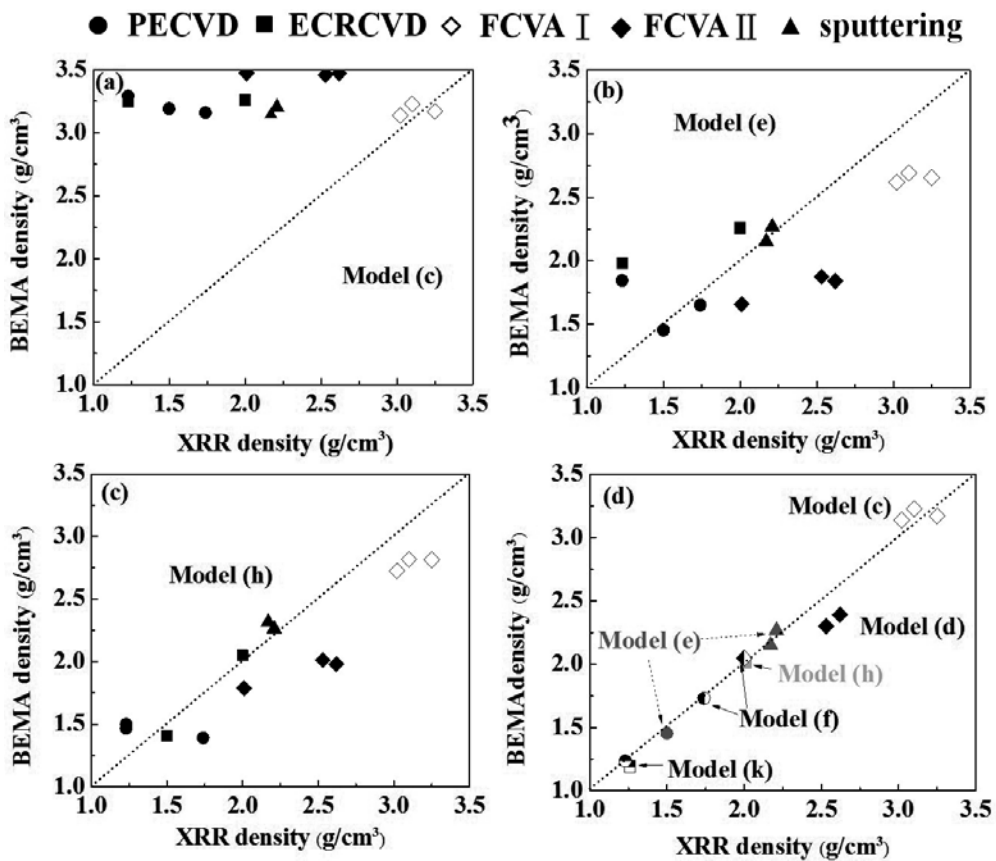 ● PECVD ■ ECRCVD ◇ FCVA Ⅰ ◆ FCVA Ⅱ ▲ sputtering
(a)
Model (c)
BEMA density (g/cm³)
3.5
3.0
2.5
2.0
1.5
1.0
1.0 1.5 2.0 2.5 3.0 3.5
XRR density (g/cm³)
(b)
Model (e)
BEMA density (g/cm³)
3.5
3.0
2.5
2.0
1.5
1.0
1.0 1.5 2.0 2.5 3.0 3.5
XRR density (g/cm³)
(c)
Model (h)
BEMA density (g/cm³)
3.5
3.0
2.5
2.0
1.5
1.0
1.0 1.5 2.0 2.5 3.0 3.5
XRR density (g/cm³)
(d)
Model (c)
Model (d)
Model (e)
Model (h)
Model (f)
Model (k)
BEMAdensity (g/cm³)
3.5
3.0
2.5
2.0
1.5
1.0
1.0 1.5 2.0 2.5 3.0 3.5
XRR density (g/cm³)